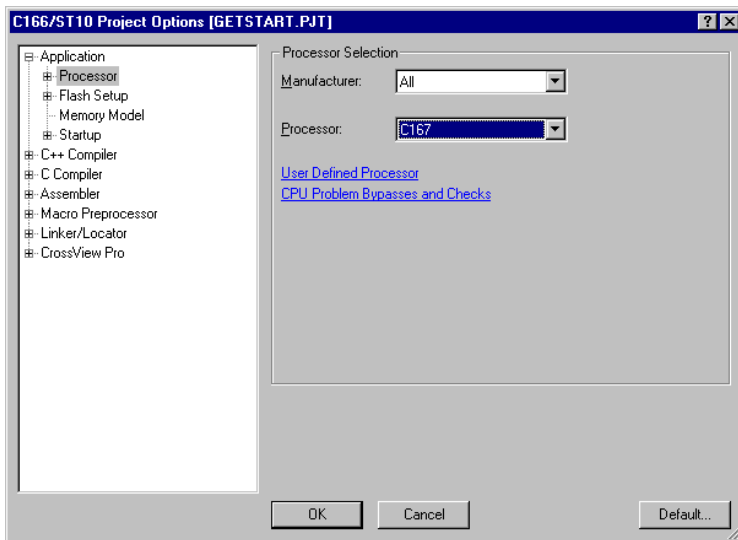 C166/ST10 Project Options [GETSTART.PJT]
Application
Processor
Flash Setup
Memory Model
Startup
C++ Compiler
C Compiler
Assembler
Macro Preprocessor
Linker/Locator
CrossView Pro
Processor Selection
Manufacturer: All
Processor: C167
User Defined Processor
CPU Problem Bypasses and Checks
OK Cancel Default...